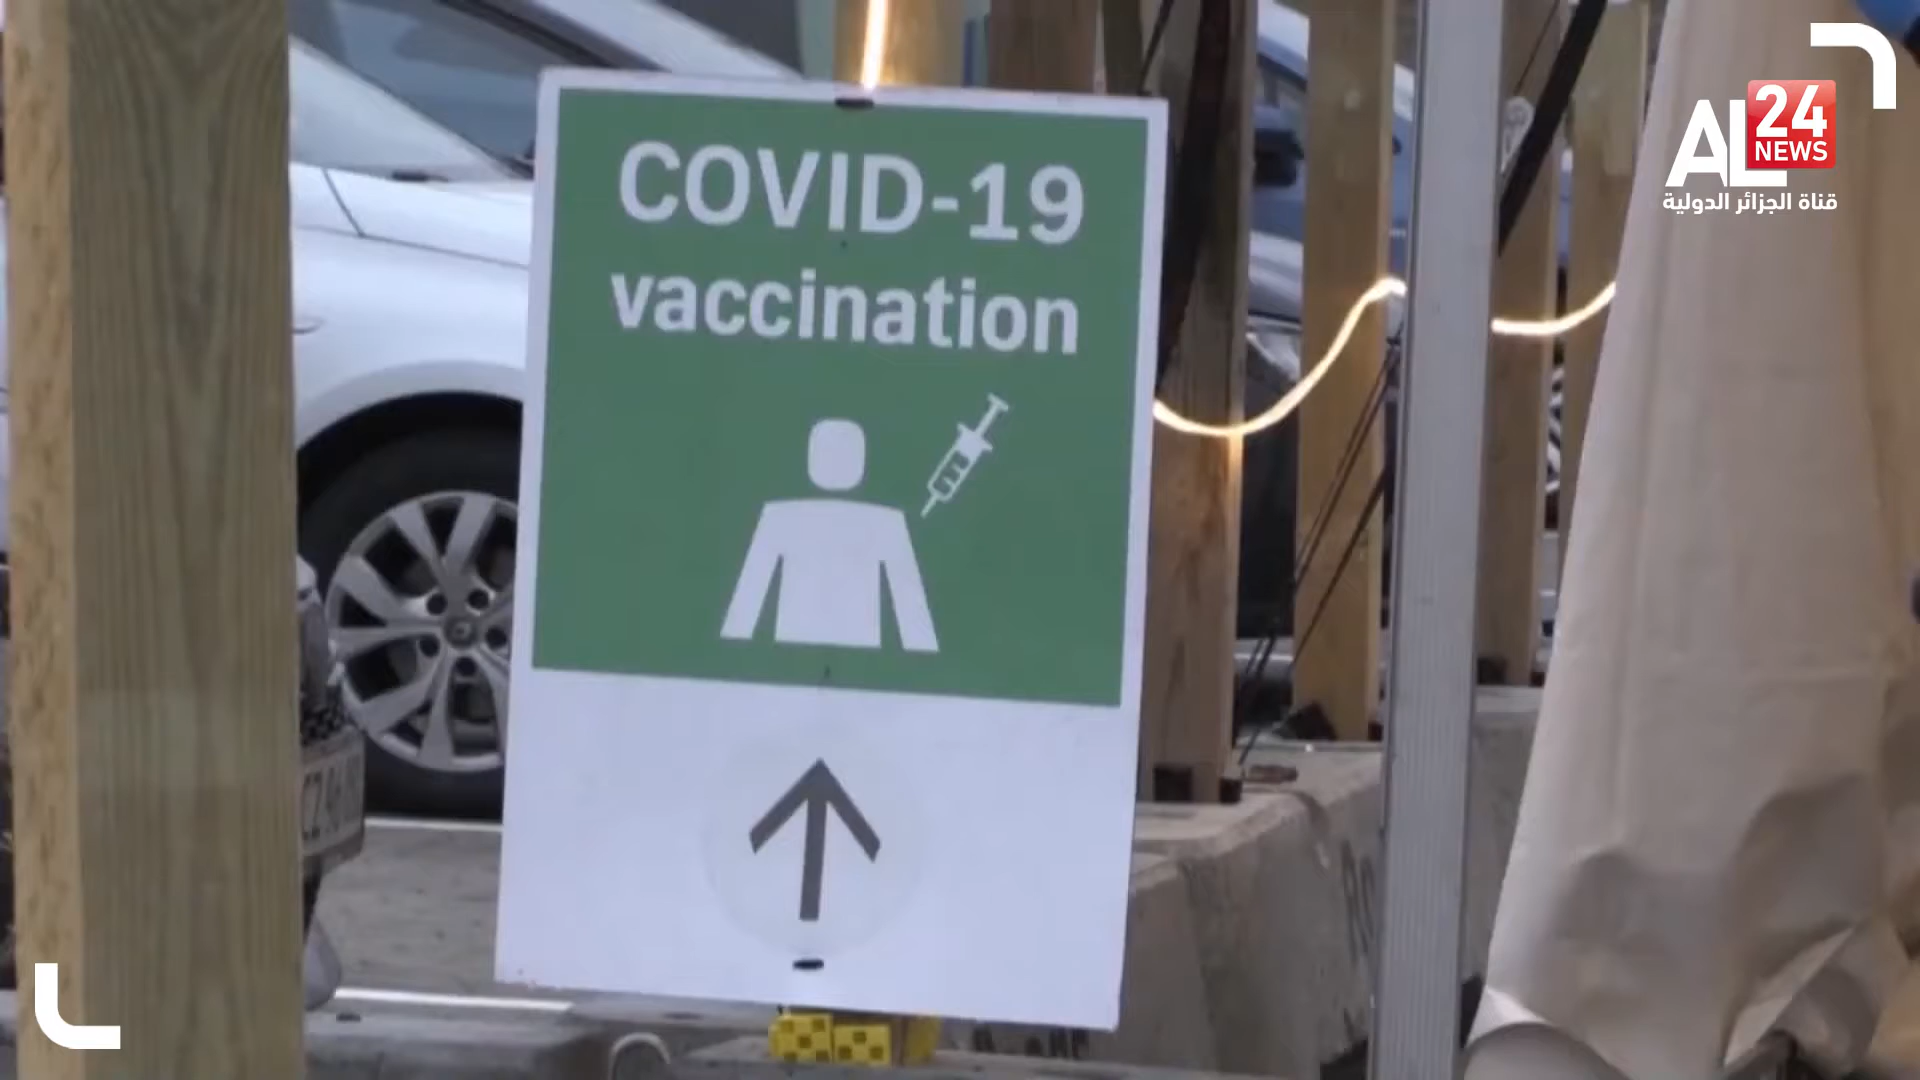 COVID-19
vaccination
AL
24
NEWS
قناة الجزائر الدولية